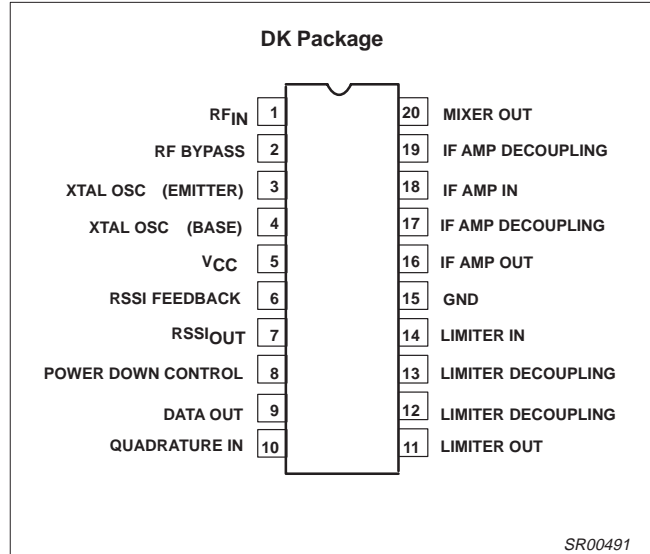 DK Package
RFIN 1
RF BYPASS 2
XTAL OSC (EMITTER) 3
XTAL OSC (BASE) 4
VCC 5
RSSI FEEDBACK 6
RSSIOUT 7
POWER DOWN CONTROL 8
DATA OUT 9
QUADRATURE IN 10
20 MIXER OUT
19 IF AMP DECOUPLING
18 IF AMP IN
17 IF AMP DECOUPLING
16 IF AMP OUT
15 GND
14 LIMITER IN
13 LIMITER DECOUPLING
12 LIMITER DECOUPLING
11 LIMITER OUT
SR00491